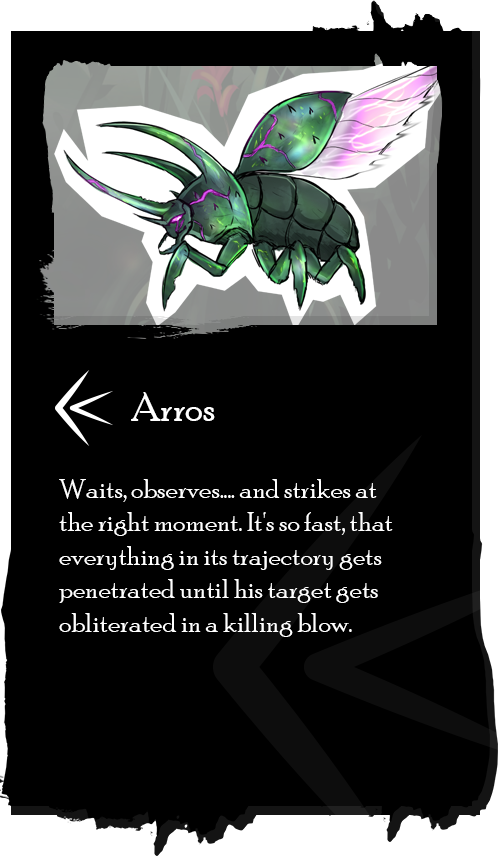 Arros
Waits, observes.... and strikes at
the right moment. It's so fast, that
everything in its trajectory gets
penetrated until his target gets
obliterated in a killing blow.